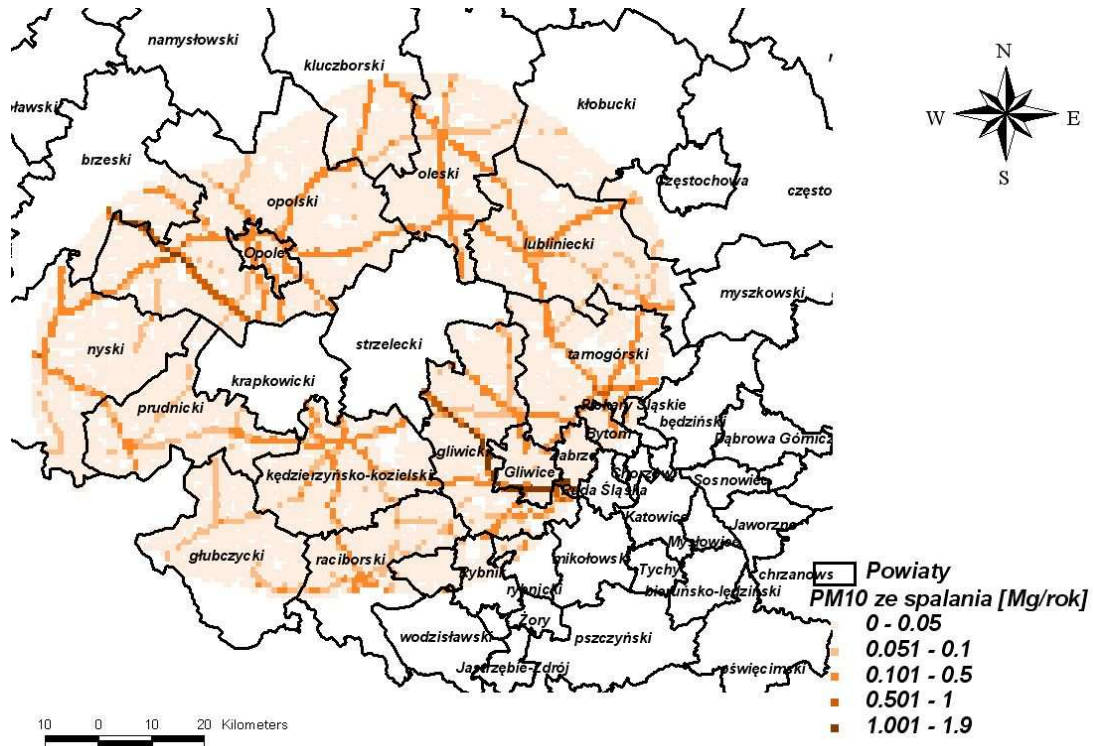 namysłowski
kluczborski
kłobucki
N
W E
S
ławski
brzeski
Częstochowa
często
oleski
opolski
lubliniecki
Opole
myszkowski
nyski
strzelecki
tarnogórski
krapkowicki
prudnicki
Piekary Śląskie
będziński
Bytom
Dąbrowa Górnicz
gliwicki
Zabrze
Gliwice
Chorzów
kędzierzyńsko-kozielski
Sosnowiec
Ruda Śląska
Katowice
Jaworzno
Mysłowice
głubczycki
raciborski
mikołowski
Rybnik
Tychy
chrzanows
rybnicki
bieruńsko-lędziński
Żory
wodzisławski
pszczyński
Jastrzębie-Zdrój
oświęcimski
Powiaty
PM10 ze spalania [Mg/rok]
0 - 0.05
0.051 - 0.1
0.101 - 0.5
0.501 - 1
1.001 - 1.9
10 0 10 20 Kilometers